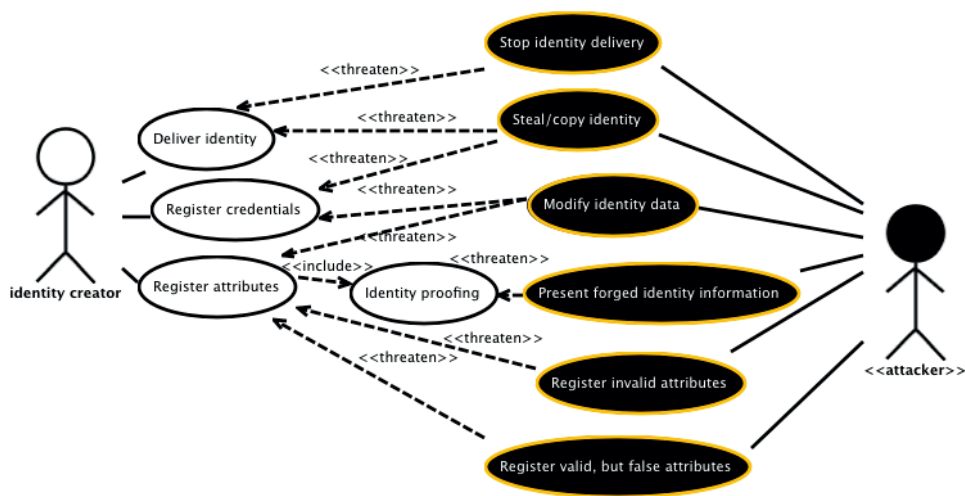 Stop identity delivery
<<threaten>>
Steal/copy identity
<<threaten>>
Deliver identity
<<threaten>>
<<threaten>>
Register credentials
Modify identity data
<<threaten>>
<<threaten>>
<<include>>
identity creator
Register attributes
Identity proofing
Present forged identity information
<<threaten>>
<<threaten>>
<<attacker>>
Register invalid attributes
Register valid, but false attributes